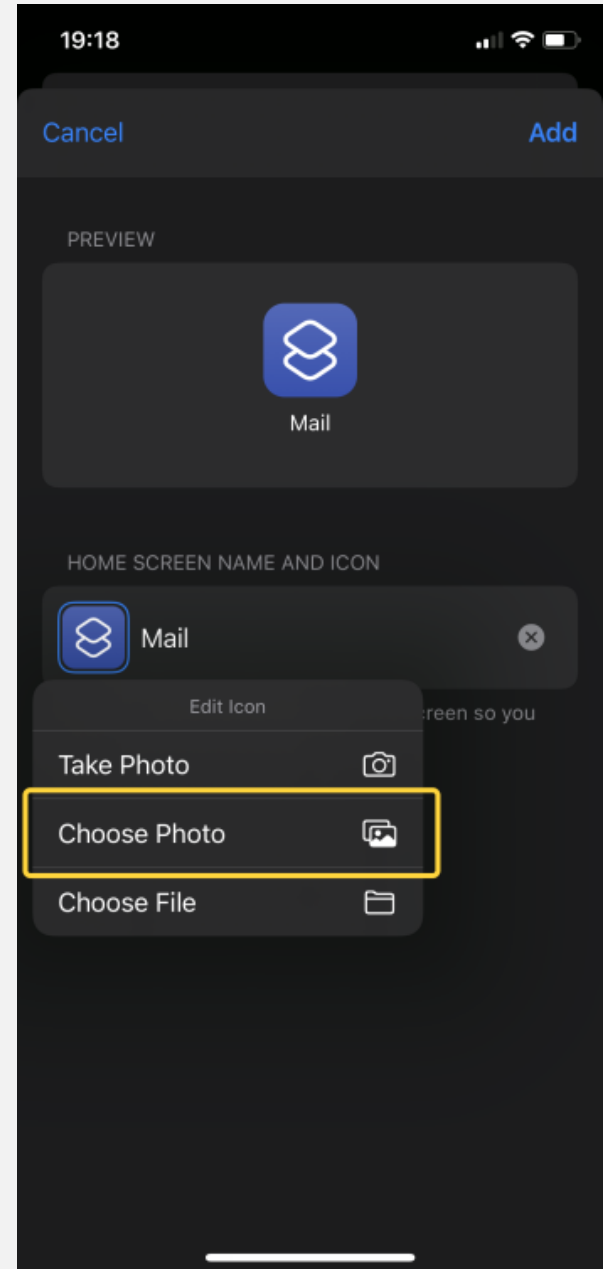 19:18
Cancel Add
PREVIEW
Mail
HOME SCREEN NAME AND ICON
Mail
Edit Icon
so you
Take Photo
Choose Photo
Choose File